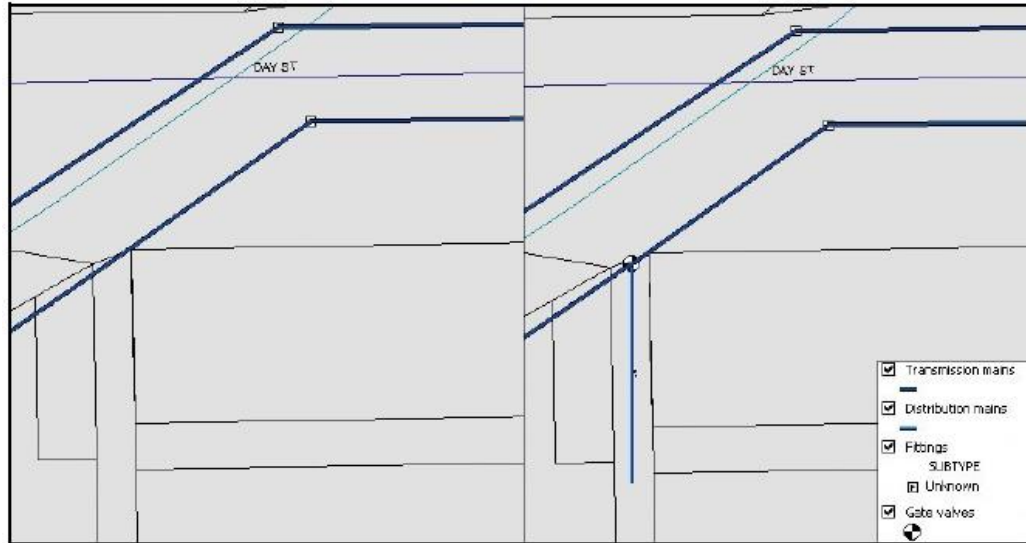 DAY ST
DAY ST
Transmission mains
Distribution mains
Fittings
SUBTYPE
F Unknown
Gate valves